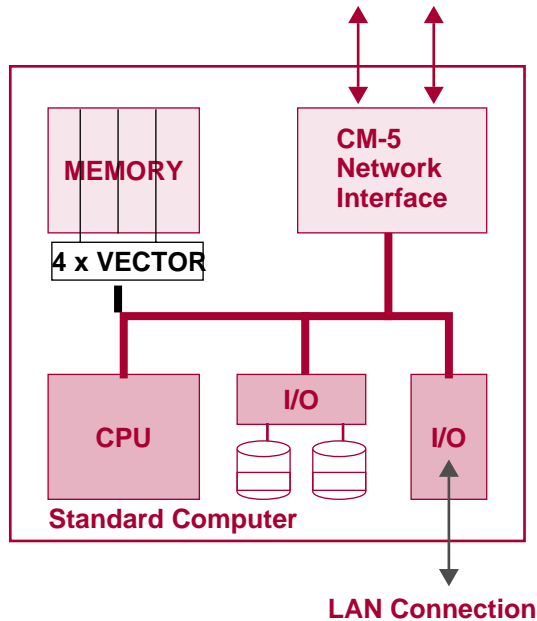 MEMORY
CM-5
Network
Interface
4 x VECTOR
CPU
I/O
I/O
Standard Computer
LAN Connection